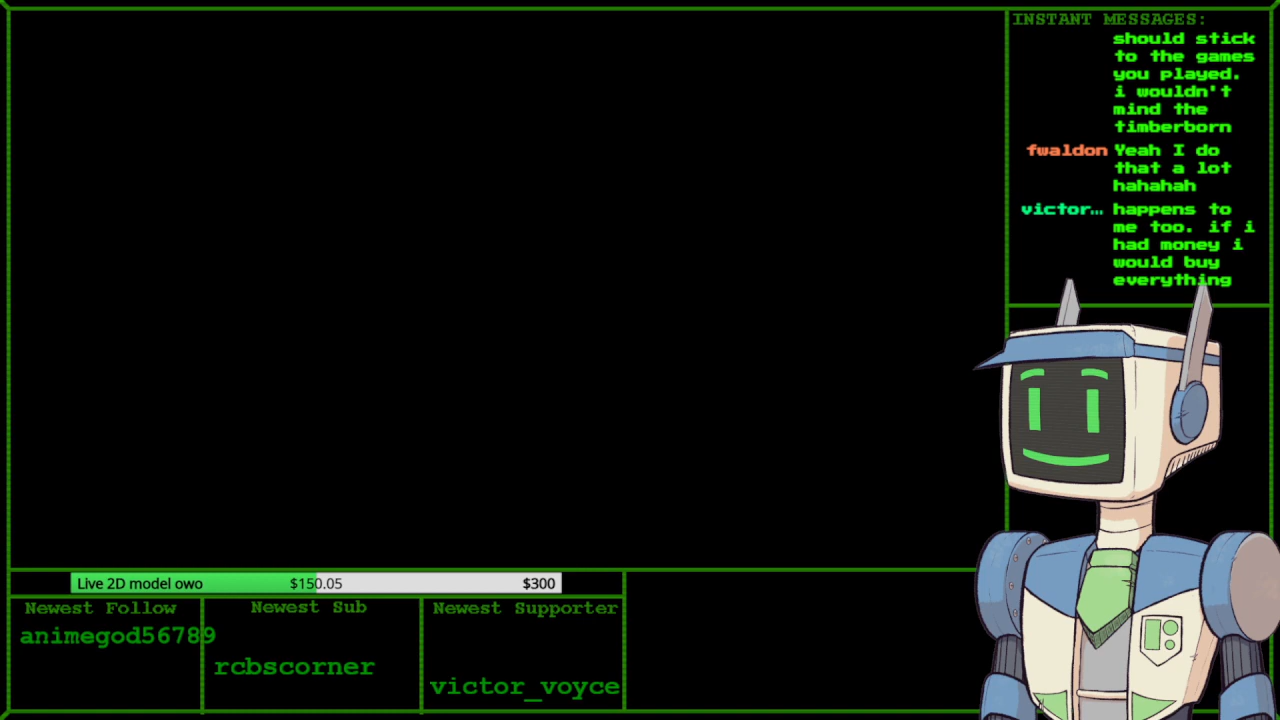 INSTANT MESSAGES:
should stick
to the games
you played.
i wouldn't
mind the
timberborn
fwaldon Yeah I do
that a lot
hahahah
victor... happens to
me too. if i
had money i
would buy
everything
Live 2D model owo $150.05 $300
Newest Follow
animegod56789
Newest Sub
rcbscorner
Newest Supporter
victor_voyce